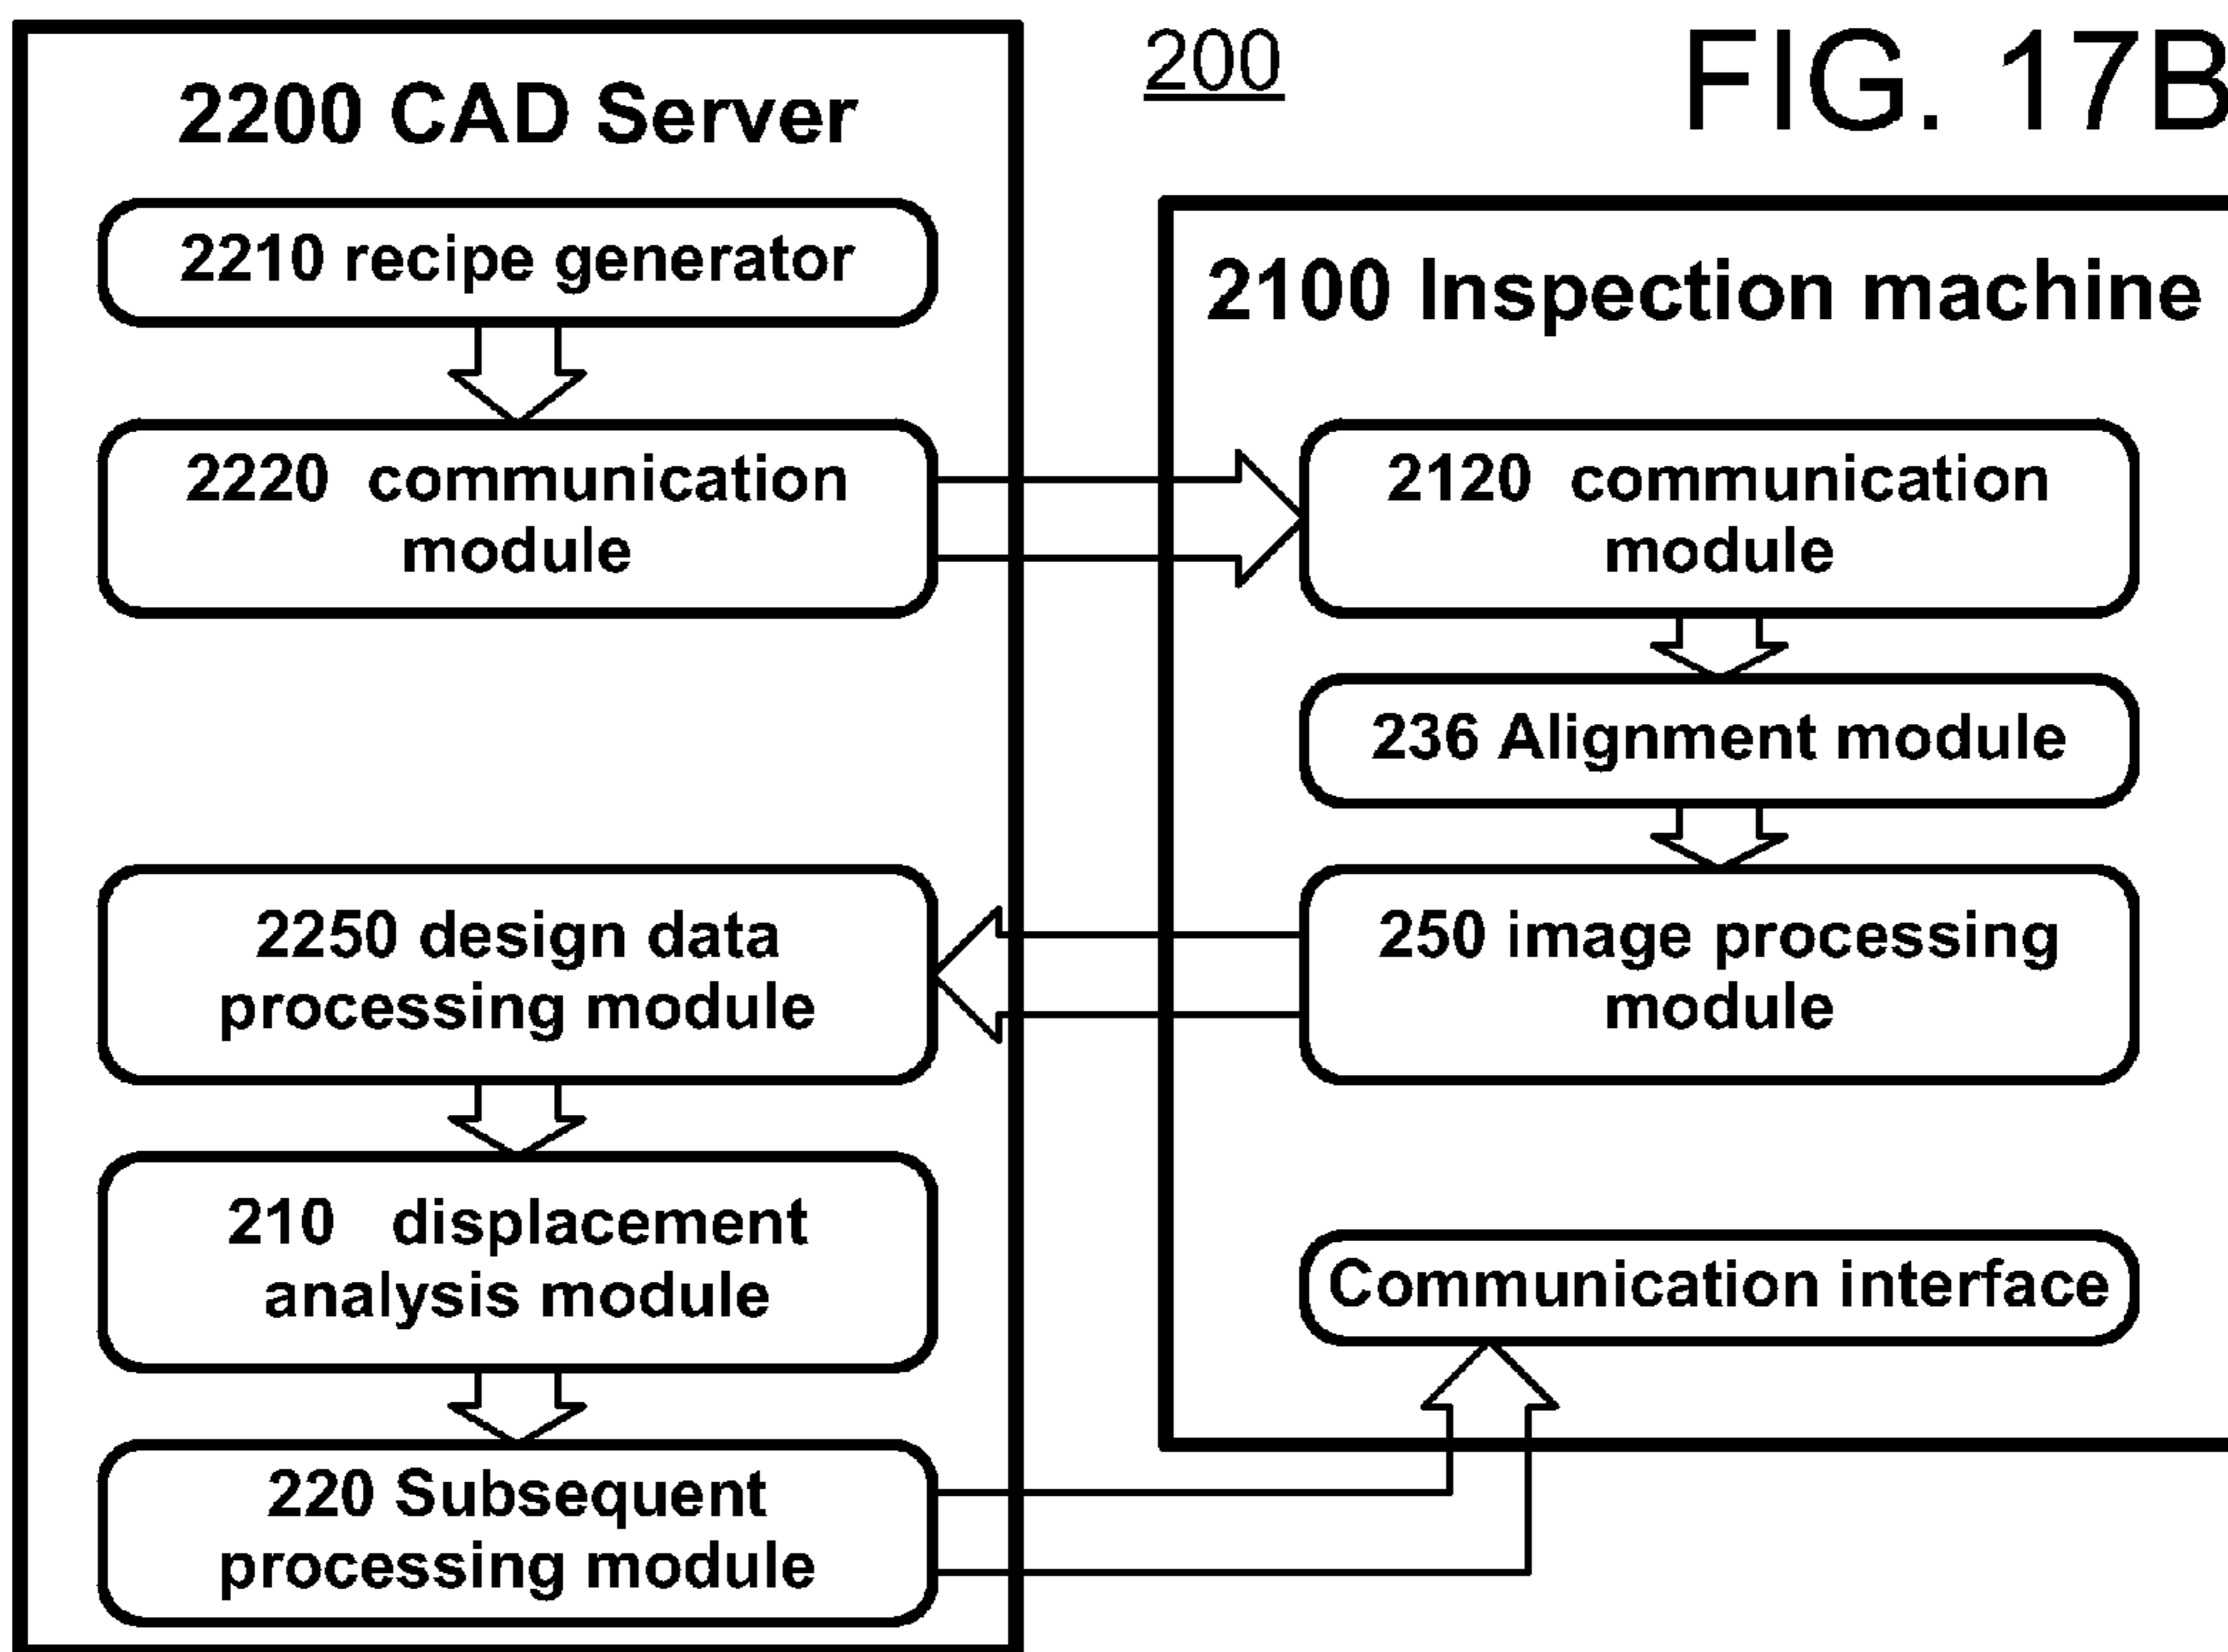 200
FIG. 17B
2200 CAD Server
2210 recipe generator
2220 communication
module
2250 design data
processing module
210 displacement
analysis module
220 Subsequent
processing module
2100 Inspection machine
2120 communication
module
236 Alignment module
250 image processing
module
Communication interface